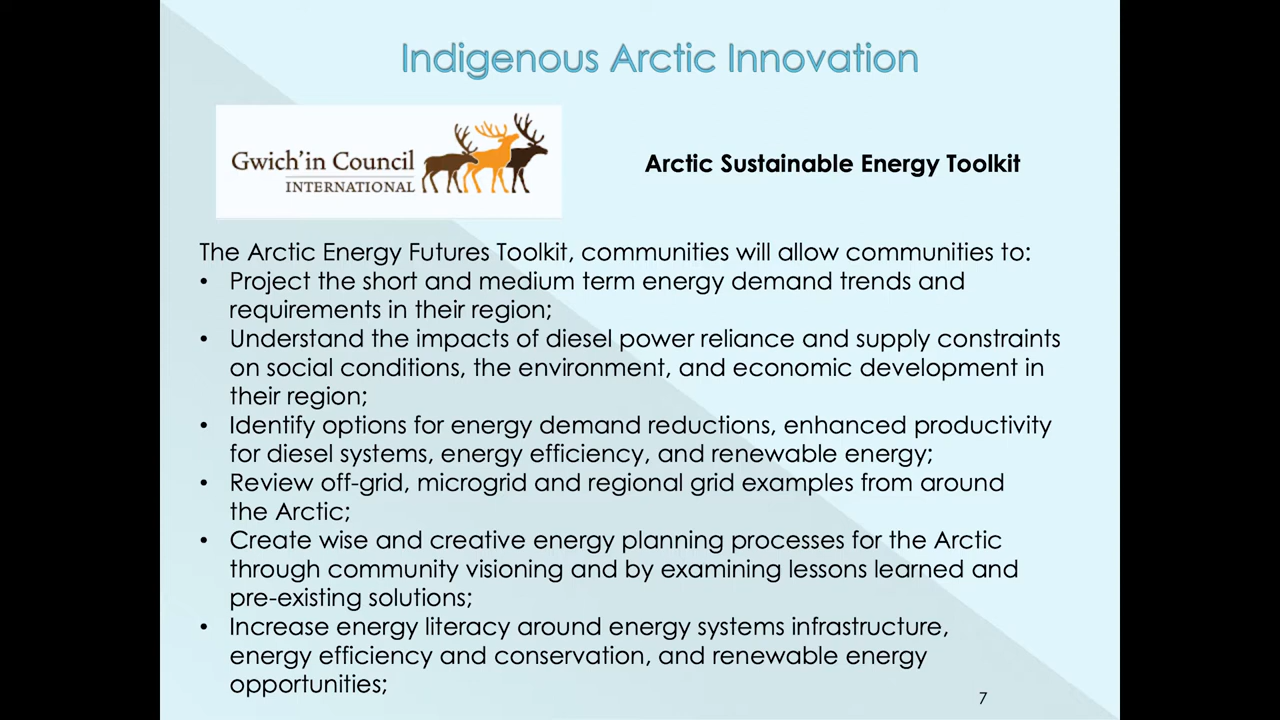 Indigenous Arctic Innovation
Gwich'in Council
INTERNATIONAL
Arctic Sustainable Energy Toolkit
The Arctic Energy Futures Toolkit, communities will allow communities to:
• Project the short and medium term energy demand trends and
requirements in their region;
• Understand the impacts of diesel power reliance and supply constraints
on social conditions, the environment, and economic development in
their region;
• Identify options for energy demand reductions, enhanced productivity
for diesel systems, energy efficiency, and renewable energy;
• Review off-grid, microgrid and regional grid examples from around
the Arctic;
• Create wise and creative energy planning processes for the Arctic
through community visioning and by examining lessons learned and
pre-existing solutions;
• Increase energy literacy around energy systems infrastructure,
energy efficiency and conservation, and renewable energy
opportunities;
7